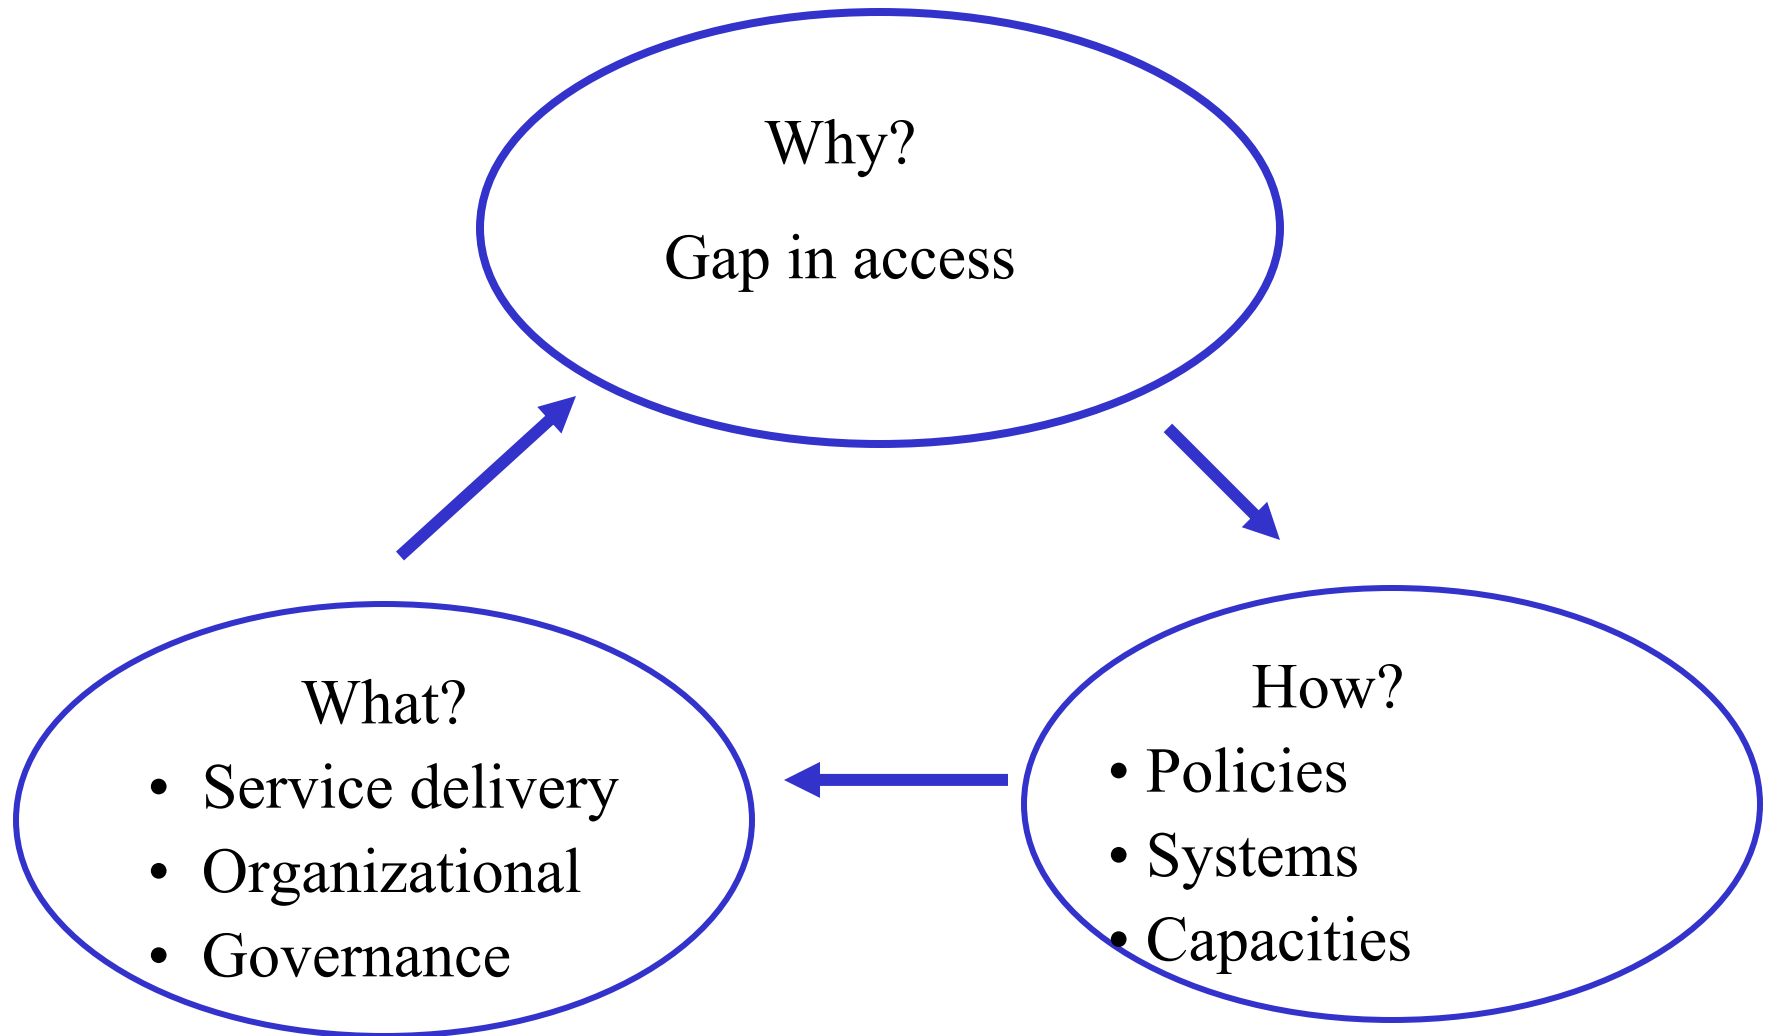 Why?
Gap in access
What?
• Service delivery
• Organizational
• Governance
How?
• Policies
• Systems
• Capacities